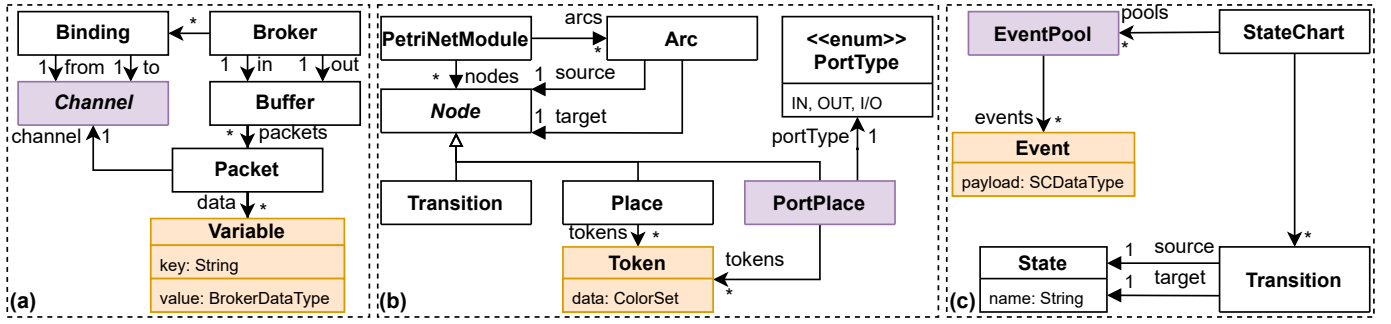 Binding
*
Broker
1
from
1
to
1
in
1
out
Channel
Buffer
channel
1
*
packets
Packet
data
*
Variable
key: String
value: BrokerDataType
(a)
PetriNetModule
arcs
*
Arc
*
nodes
1
source
Node
1
target
<<enum>>
PortType
IN, OUT, I/O
portType
1
Transition
Place
PortPlace
tokens
*
Token
data: ColorSet
tokens
*
(b)
EventPool
pools
*
StateChart
events
*
Event
payload: SCDataType
*
State
name: String
1
source
1
target
Transition
(c)